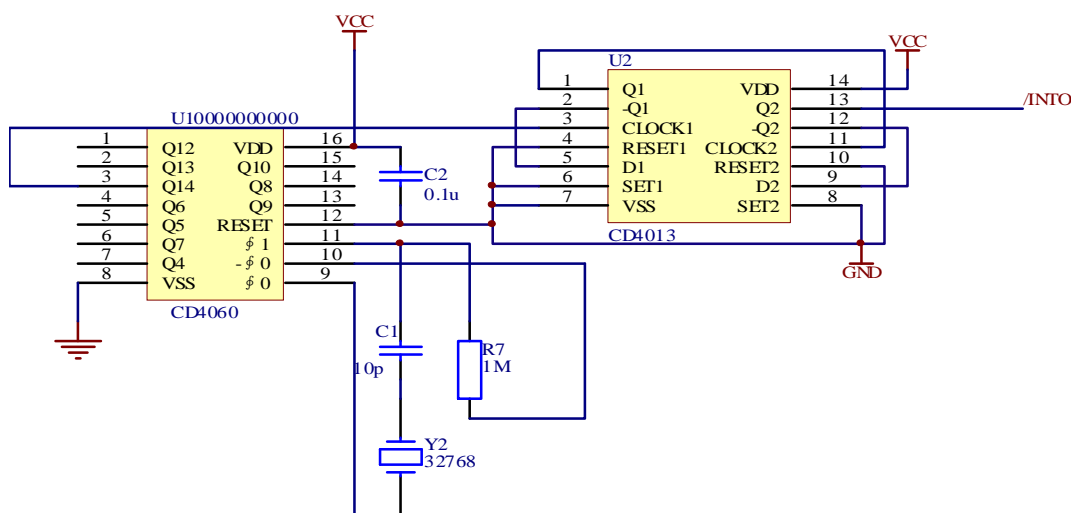 VCC
U10000000000
1 Q12 VDD 16
2 Q13 Q10 15
3 Q14 Q8 14
4 Q6 Q9 13
5 Q5 RESET 12
6 Q7 ∮ 1 11
7 Q4 -∮ 0 10
8 VSS ∮ 0 9
CD4060
C2
0.1u
C1
10p
R7
1M
Y2
32768
U2
VCC
1 Q1 VDD 14
2 -Q1 Q2 13
/INTO
3 CLOCK1 -Q2 12
4 RESET1 CLOCK2 11
5 D1 RESET2 10
6 SET1 D2 9
7 VSS SET2 8
CD4013
GND